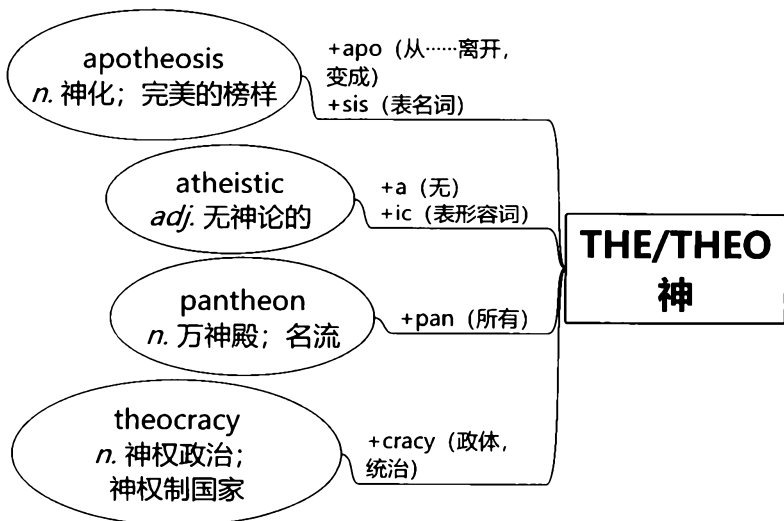 apotheosis
n. 神化；完美的榜样
+apo（从……离开，
变成）
+sis（表名词）
atheistic
adj. 无神论的
+a（无）
+ic（表形容词）
THE/THEO
神
pantheon
n. 万神殿；名流
+pan（所有）
theocracy
n. 神权政治；
神权制国家
+cracy（政体，
统治）